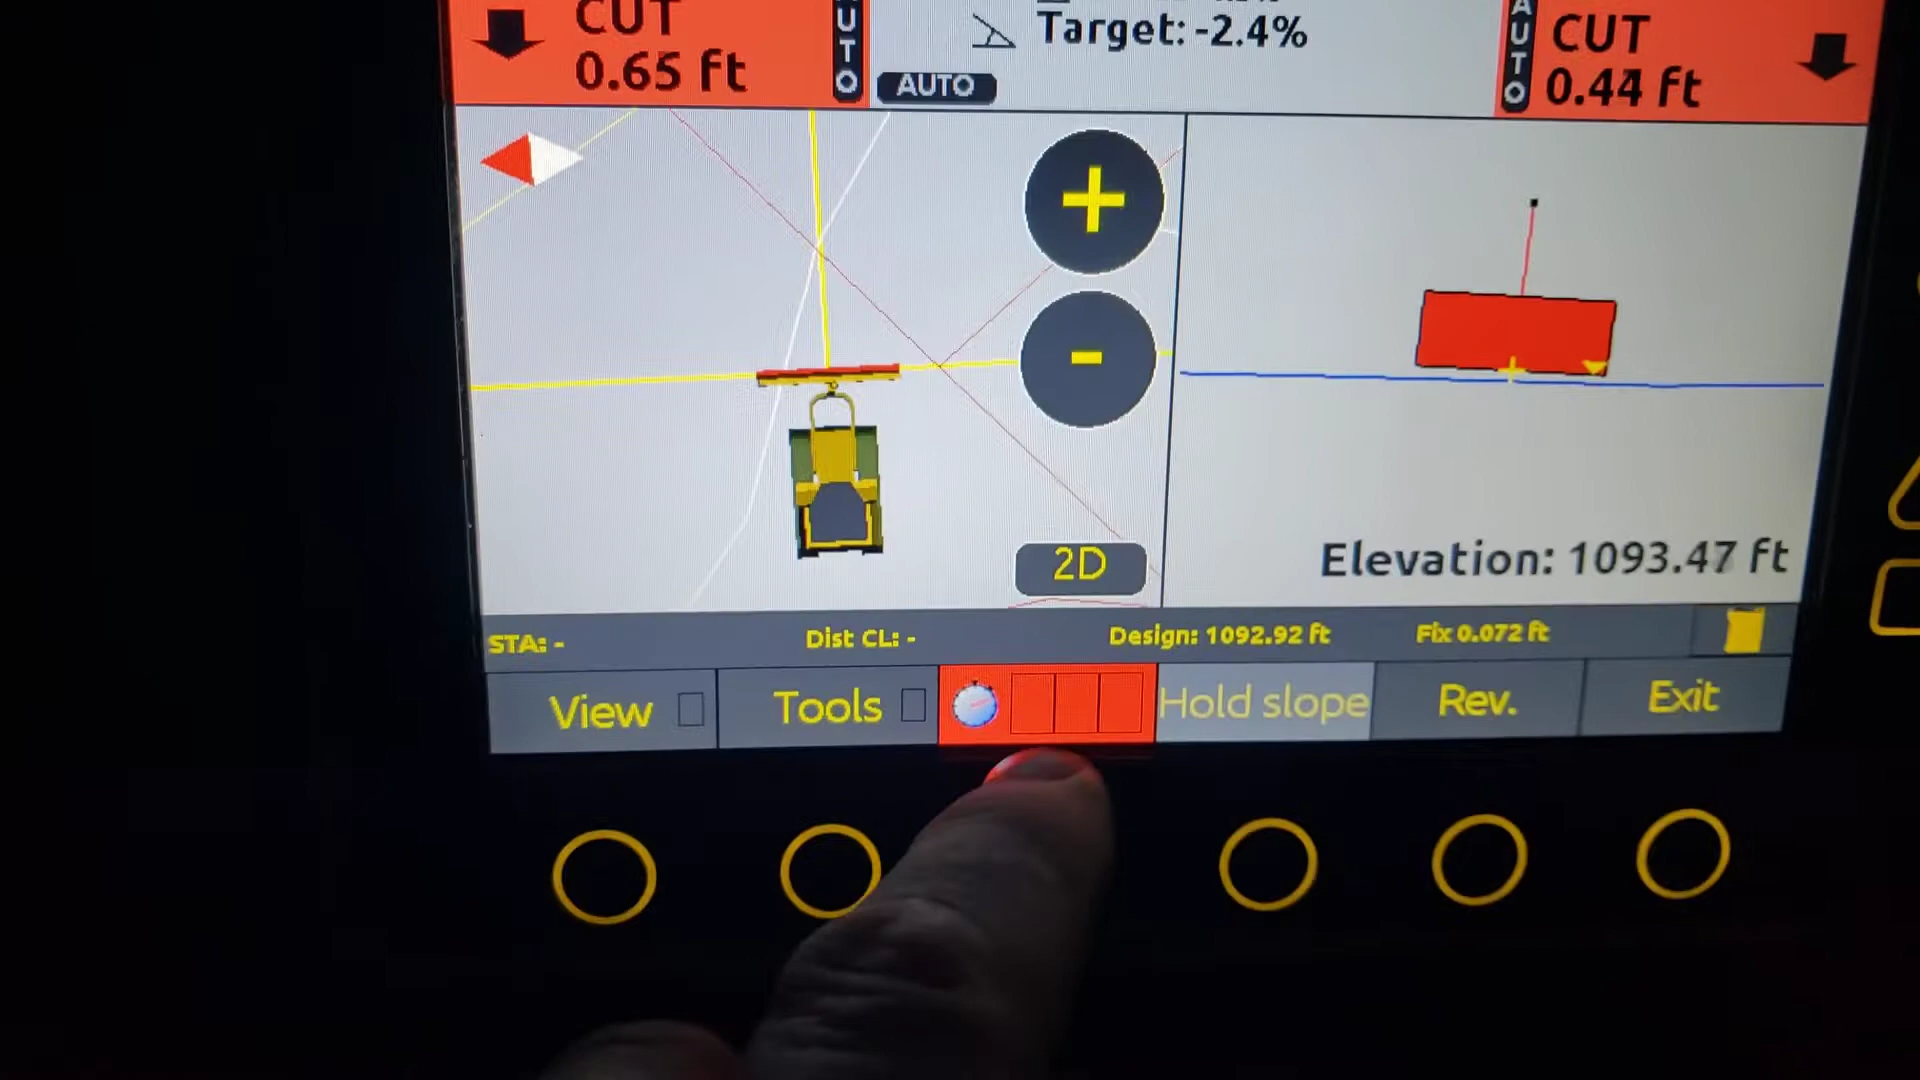 CUT
0.65 ft
AUTO
Target: -2.4%
AUTO
AUTO
CUT
0.44 ft
+
-
2D
Elevation: 1093.47 ft
STA: -
Dist CL: -
Design: 1092.92 ft
Fix 0.072 ft
View
Tools
Hold slope
Rev.
Exit